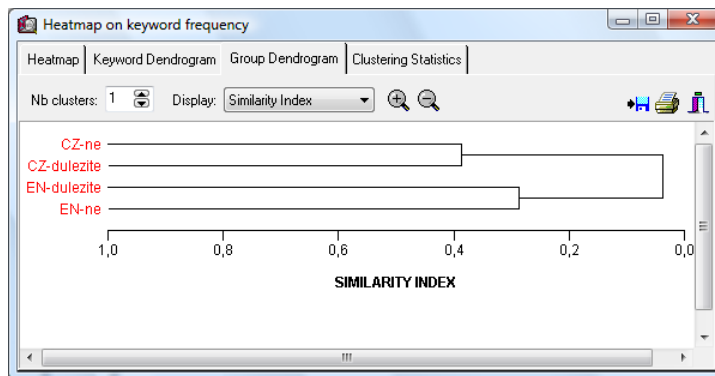 Heatmap on keyword frequency
Heatmap Keyword Dendrogram Group Dendrogram Clustering Statistics
Nb clusters: 1 Display: Similarity Index
CZ-ne
CZ-dulezite
EN-dulezite
EN-ne
1,0 0,8 0,6 0,4 0,2 0,0
SIMILARITY INDEX